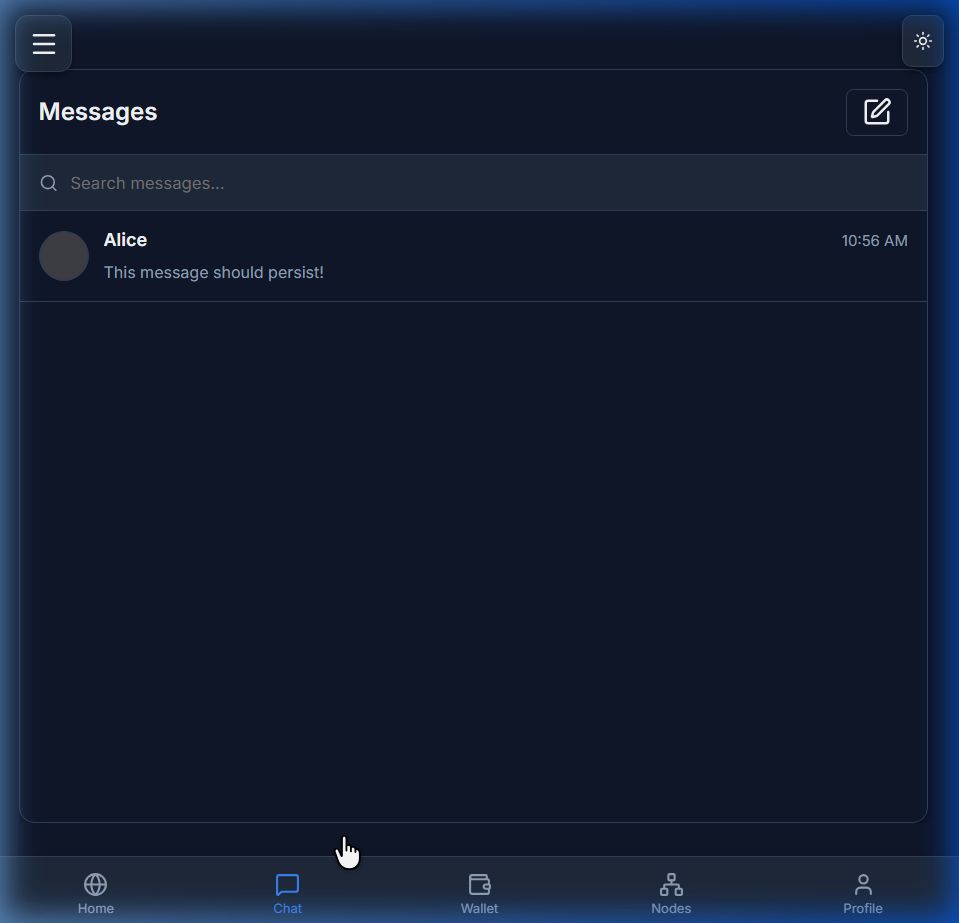 Messages
Search messages...
Alice
10:56 AM
This message should persist!
Home
Chat
Wallet
Nodes
Profile